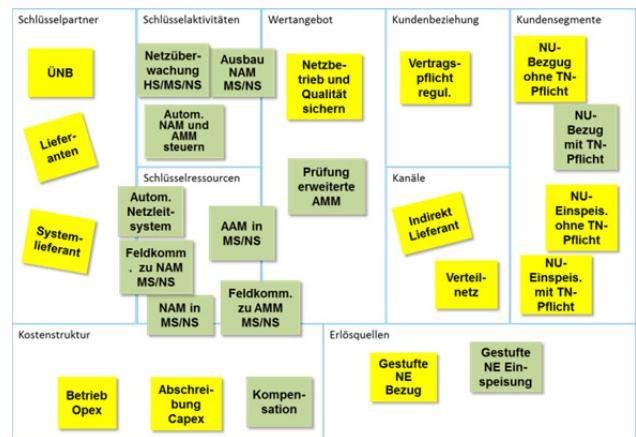 Schlüsselpartner
ÜNB
Liefer-
anten
System-
lieferant
Schlüsselaktivitäten
Netzüber-
wachung
HS/MS/NS
Ausbau
NAM
MS/NS
Autom.
NAM und
AMM
steuern
Schlüsselressourcen
Autom.
Netzleit-
system
AAM in
MS/NS
Feldkomm
. zu NAM
MS/NS
NAM in
MS/NS
Feldkomm.
zu AMM
MS/NS
Wertangebot
Netzbe-
trieb und
Qualität
sichern
Prüfung
erweiterte
AMM
Kundenbeziehung
Vertrags-
pflicht
regul.
Kanäle
Indirekt
Lieferant
Verteil-
netz
Kundensegmente
NU-
Bezgug
ohne TN-
Pflicht
NU-
Bezug
mit TN-
Pflicht
NU-
Einspeis.
ohne TN-
Pflicht
NU-
Einspeis.
mit TN-
Pflicht
Kostenstruktur
Betrieb
Opex
Abschrei-
bung
Capex
Kompen-
sation
Erlösquellen
Gestufte
NE
Bezug
Gestufte
NE Ein-
speisung